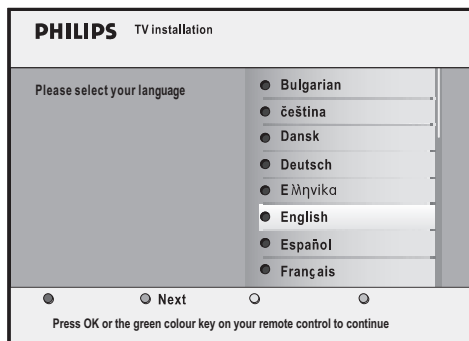 PHILIPS TV installation
Please select your language
Bulgarian
čeština
Dansk
Deutsch
Eλληνικα
English
Español
Français
Next
Press OK or the green colour key on your remote control to continue